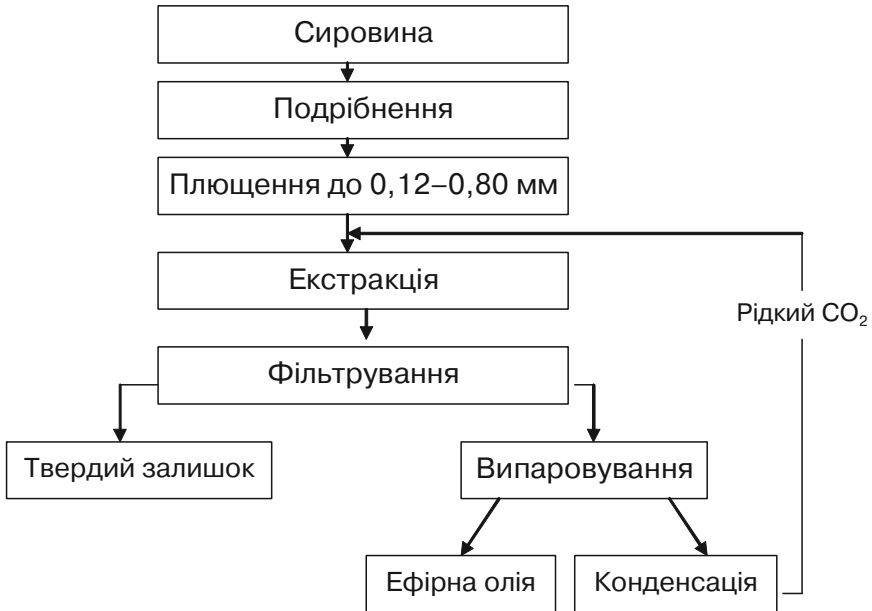 Сировина
Подрібнення
Плющення до 0,12–0,80 мм
Екстракція
Рідкий CO₂
Фільтрування
Твердий залишок
Випаровування
Ефірна олія
Конденсація